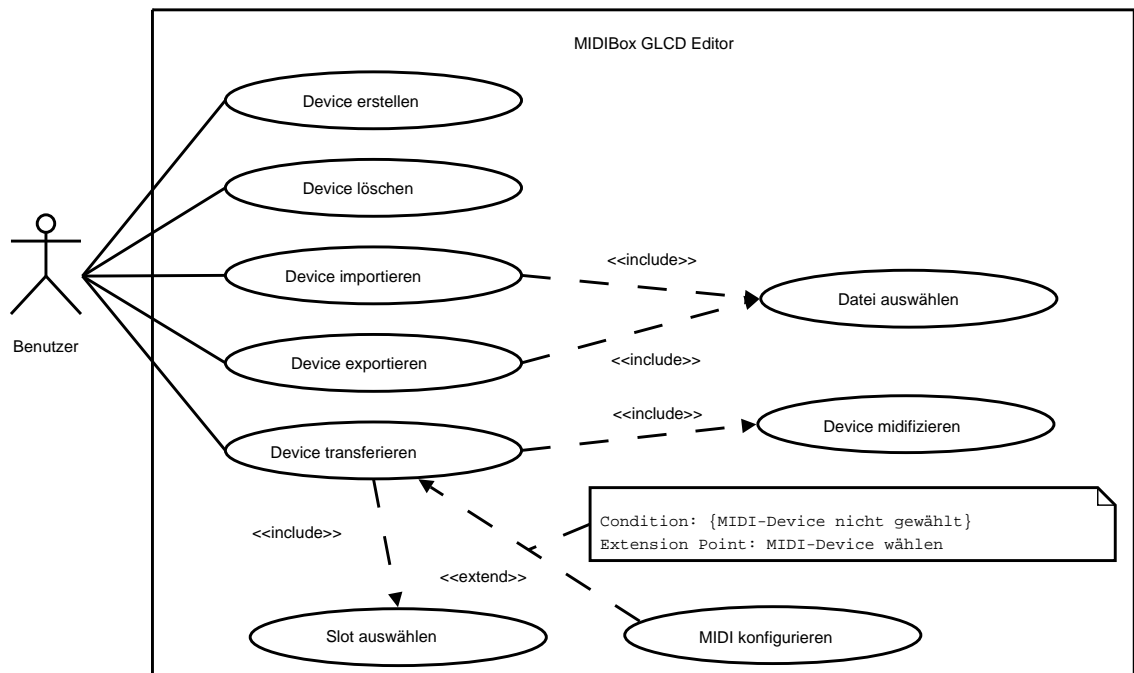 MIDIBox GLCD Editor
Device erstellen
Device löschen
<<include>>
Device importieren
Datei auswählen
Benutzer
Device exportieren
<<include>>
<<include>>
Device midifizieren
Device transferieren
Condition: {MIDI-Device nicht gewählt}
Extension Point: MIDI-Device wählen
<<include>>
<<extend>>
Slot auswählen
MIDI konfigurieren